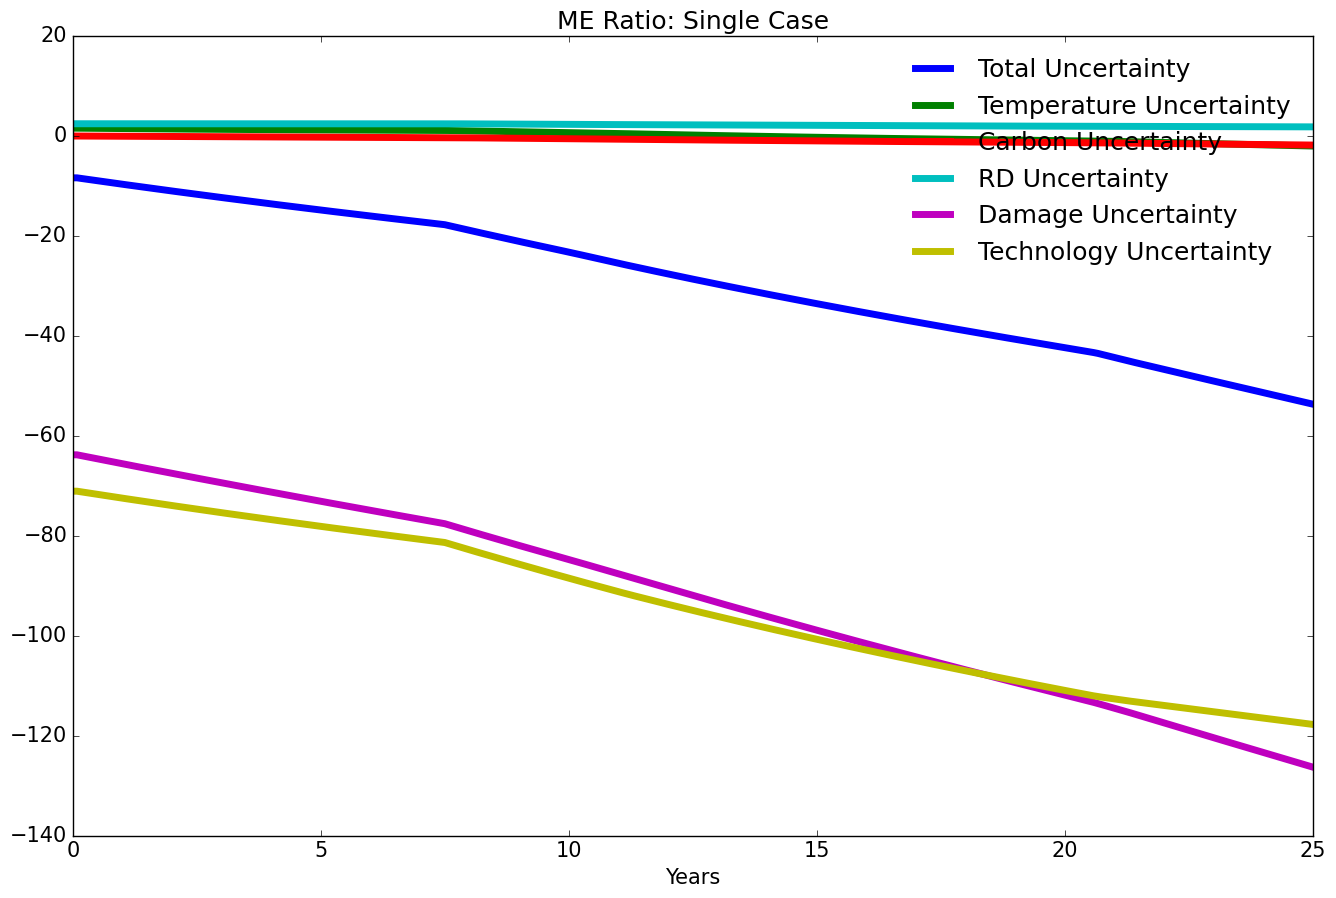 ME Ratio: Single Case
20
0
−20
−40
−60
−80
−100
−120
−140
Total Uncertainty
Temperature Uncertainty
Carbon Uncertainty
RD Uncertainty
Damage Uncertainty
Technology Uncertainty
0 5 10 15 20 25
Years